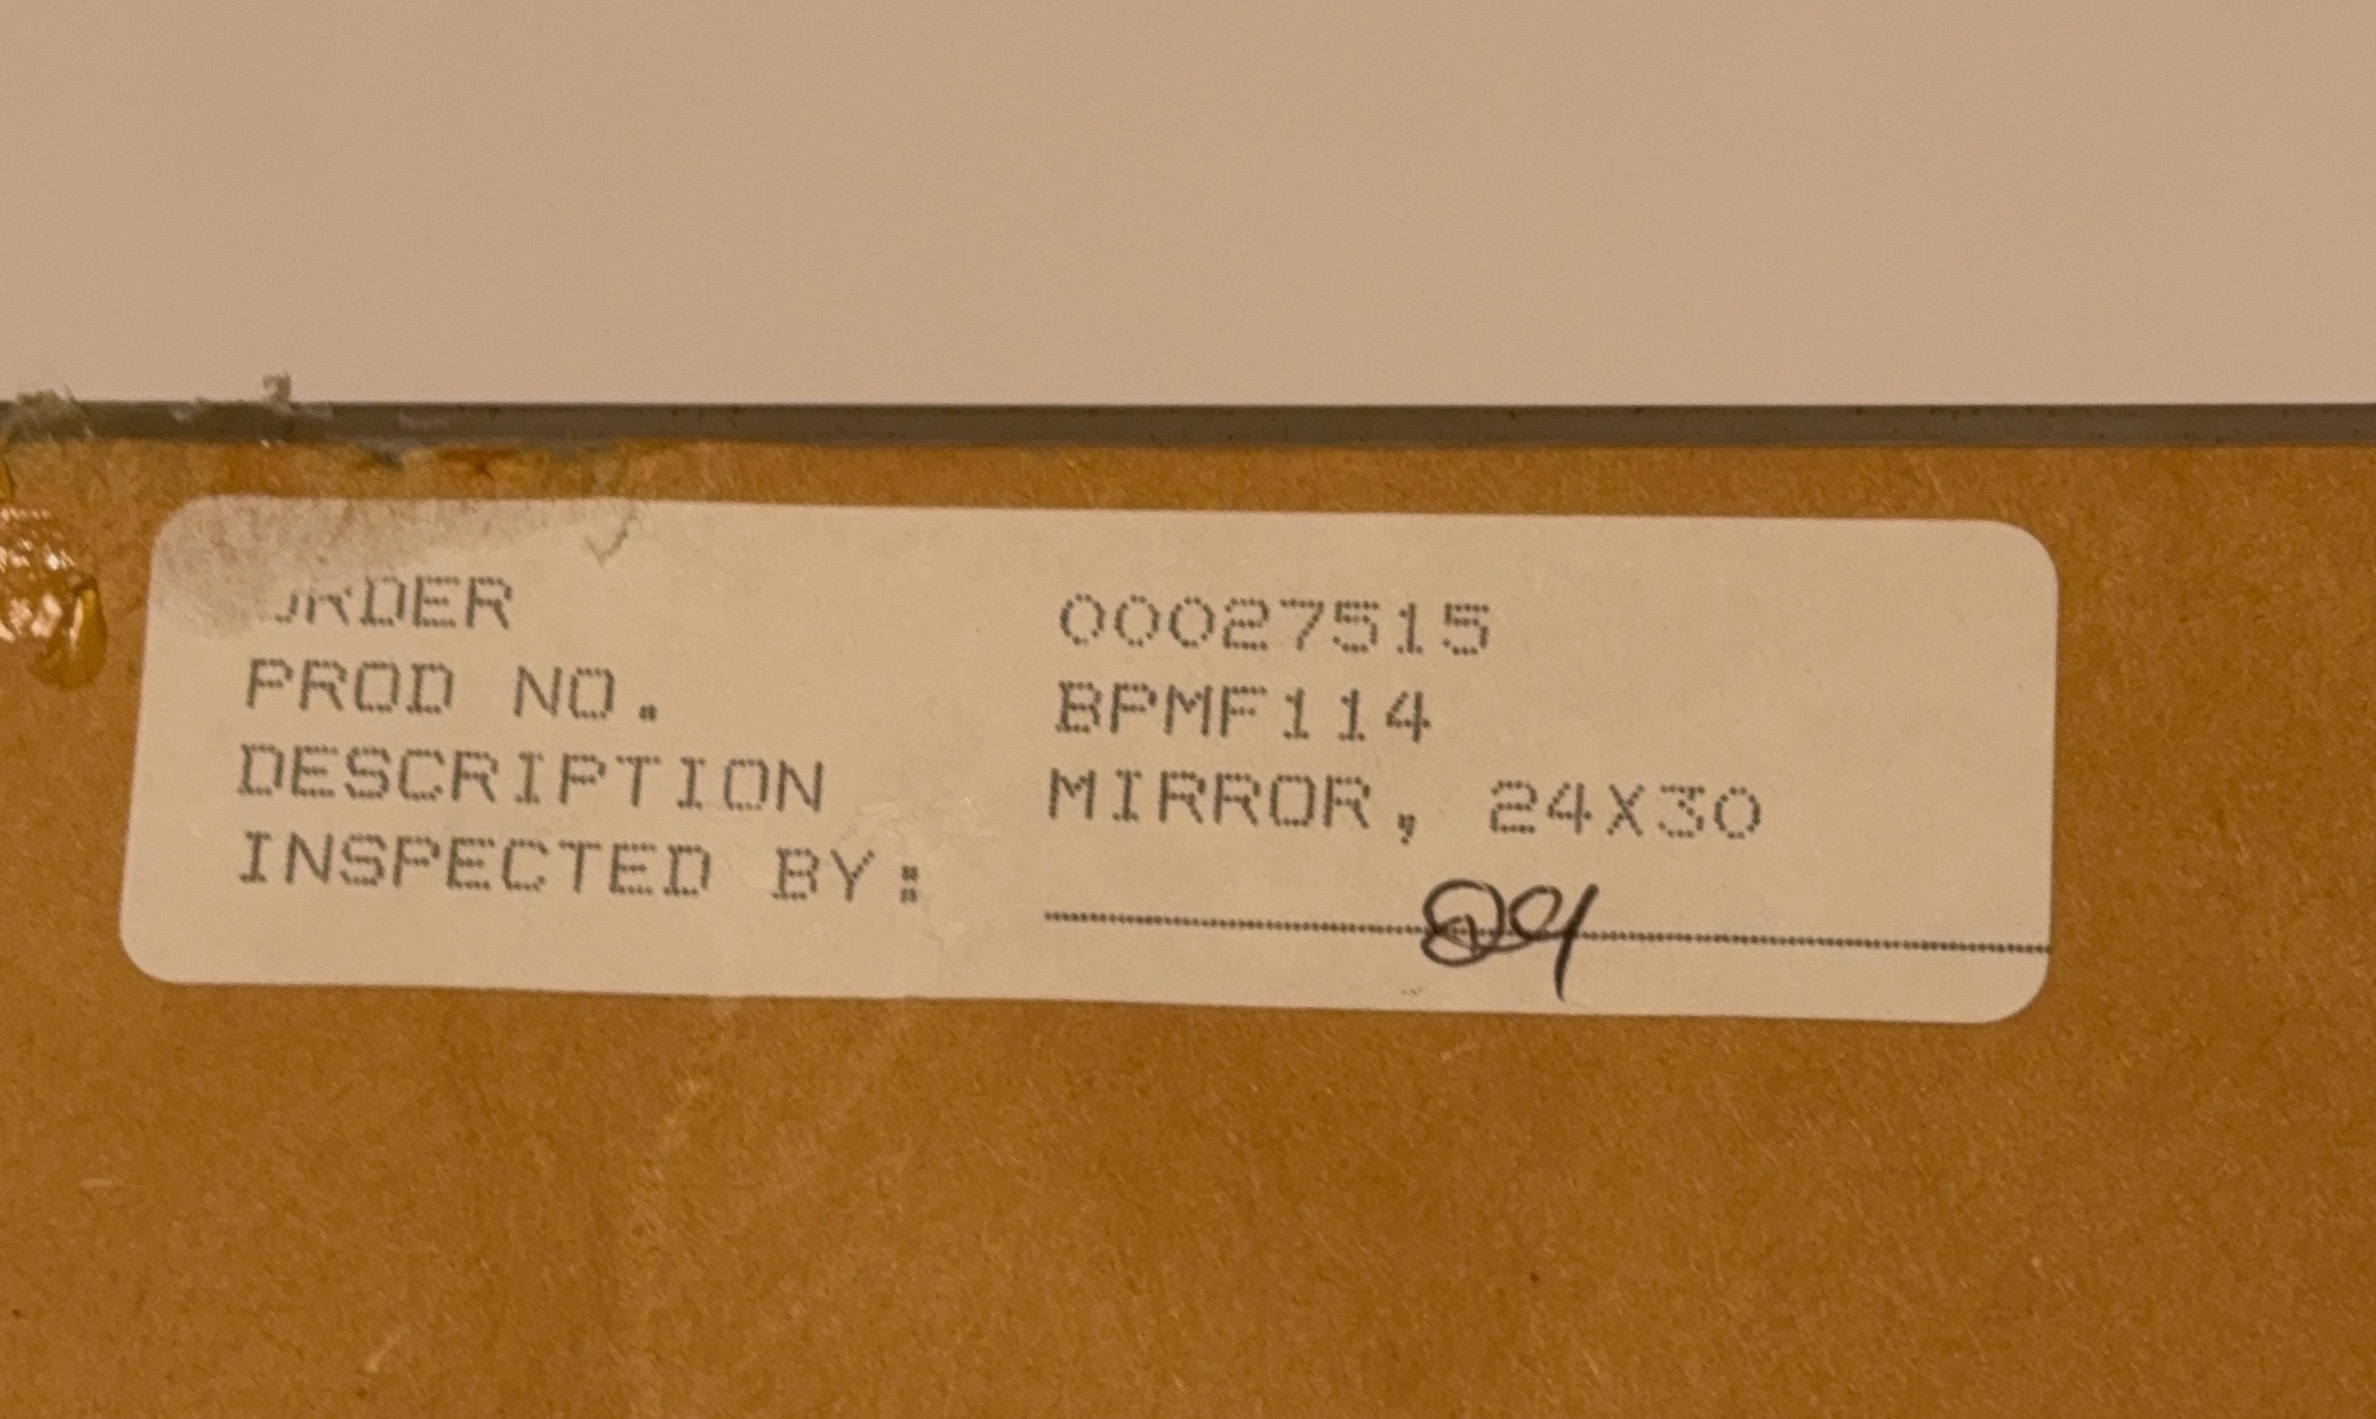 ORDER 00027515
PROD NO. BPMF114
DESCRIPTION MIRROR, 24X30
INSPECTED BY: